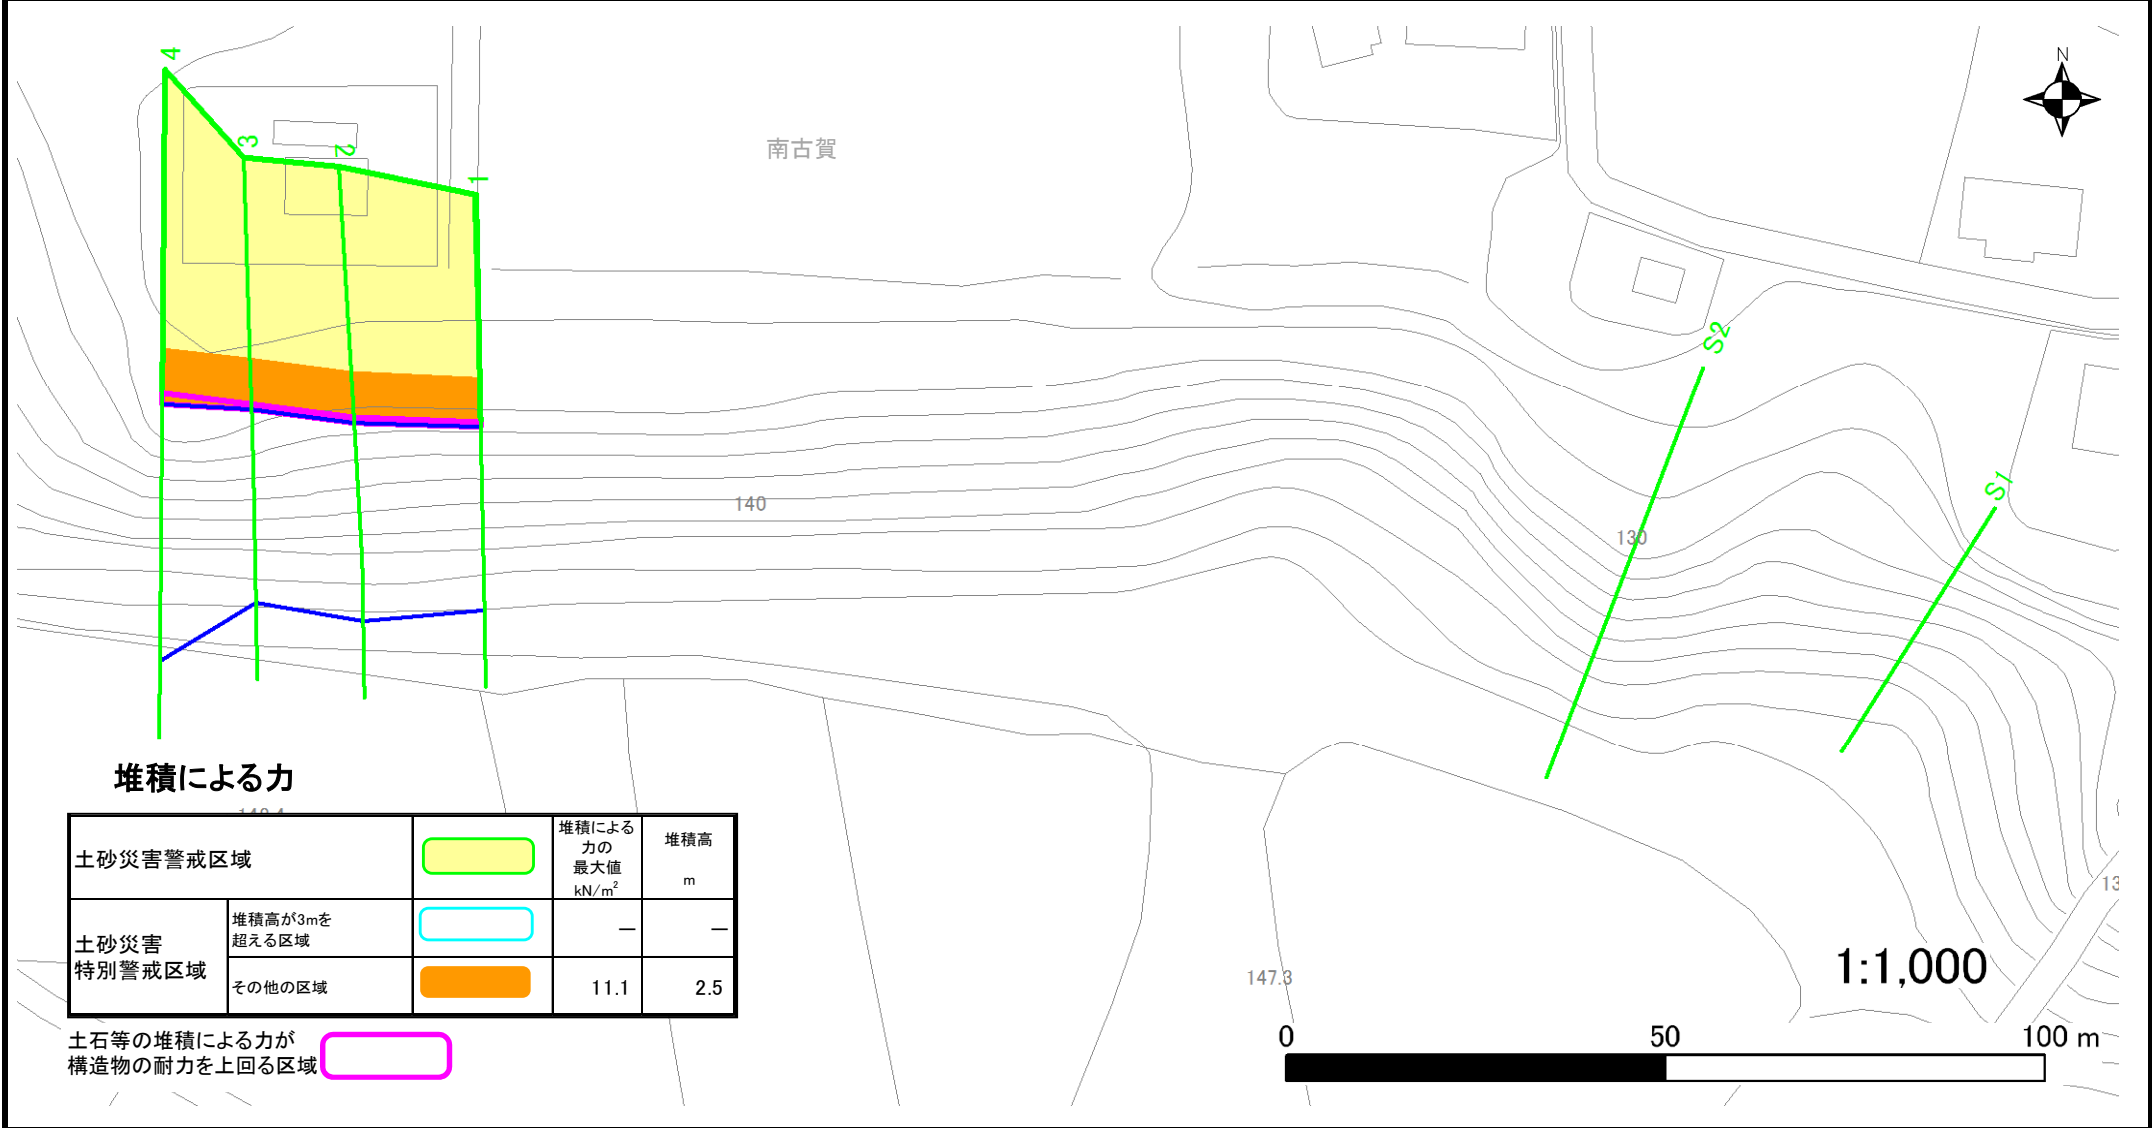 4
N
3
2
南古賀
1
S2
S1
140
130
堆積による力
堆積による
力の
最大値
kN/m²
堆積高
m
土砂災害警戒区域
土砂災害
特別警戒区域
堆積高が3mを
超える区域
—
—
その他の区域
11.1
2.5
土石等の堆積による力が
構造物の耐力を上回る区域
147.3
13
1:1,000
0
50
100 m